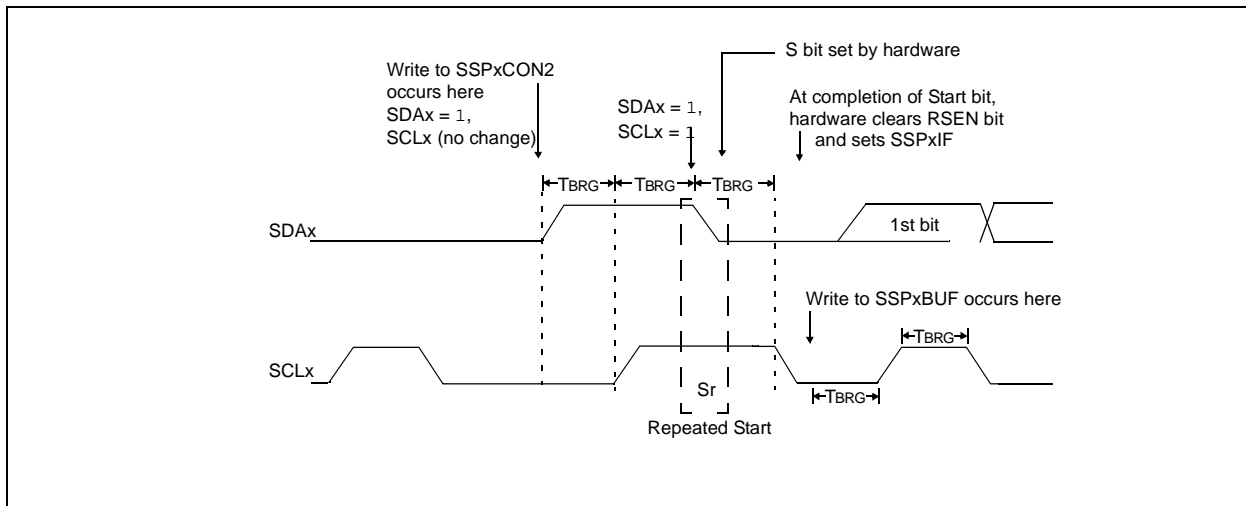 S bit set by hardware
Write to SSPxCON2
occurs here
SDAx = 1,
SCLx (no change)
SDAx = 1,
SCLx = 1
At completion of Start bit,
hardware clears RSEN bit
and sets SSPxIF
TBRG TBRG TBRG
SDAx
1st bit
Write to SSPxBUF occurs here
TBRG
SCLx
Sr
TBRG
Repeated Start